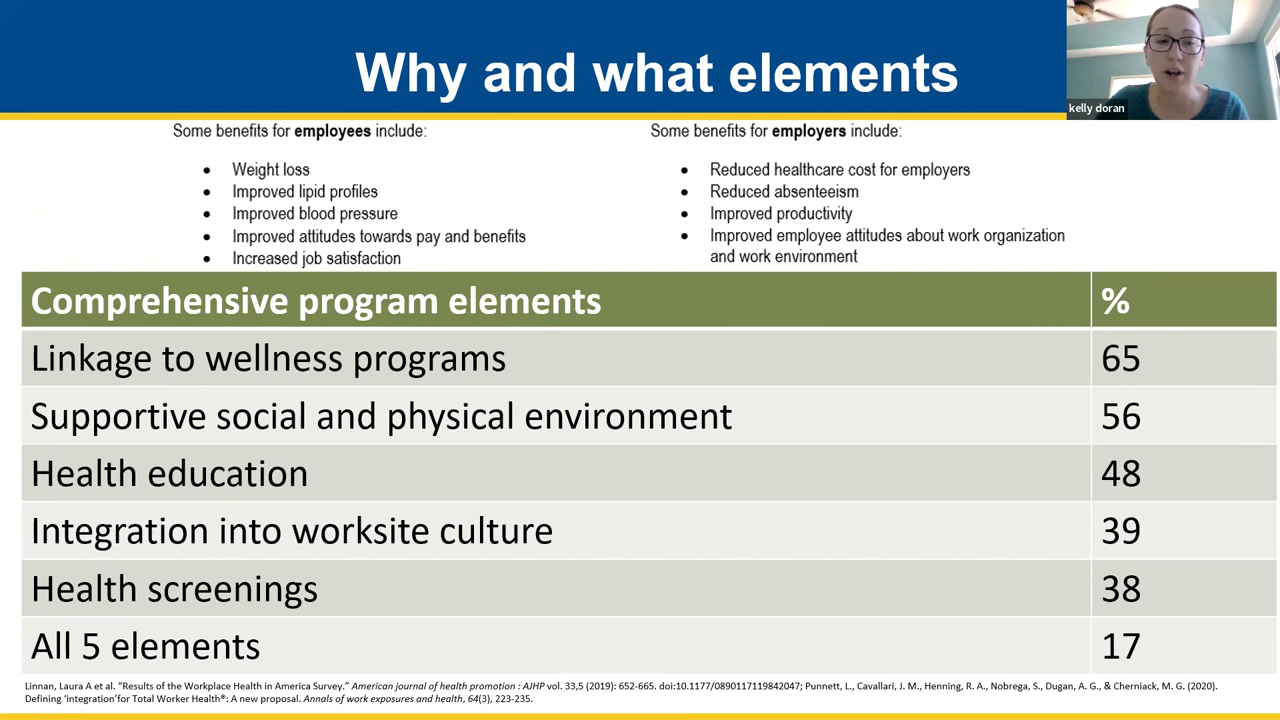 Why and what elements
kelly doran
Some benefits for employees include:
• Weight loss
• Improved lipid profiles
• Improved blood pressure
• Improved attitudes towards pay and benefits
• Increased job satisfaction
Some benefits for employers include:
• Reduced healthcare cost for employers
• Reduced absenteeism
• Improved productivity
• Improved employee attitudes about work organization
and work environment
Comprehensive program elements %
Linkage to wellness programs 65
Supportive social and physical environment 56
Health education 48
Integration into worksite culture 39
Health screenings 38
All 5 elements 17
Linnan, Laura A et al. “Results of the Workplace Health in America Survey.” American journal of health promotion : AJHP vol. 33,5 (2019): 652-665. doi:10.1177/0890117119842047; Punnett, L., Cavallari, J. M., Henning, R. A., Nobrega, S., Dugan, A. G., & Cherniack, M. G. (2020).
Defining ‘integration’for Total Worker Health®: A new proposal. Annals of work exposures and health, 64(3), 223-235.